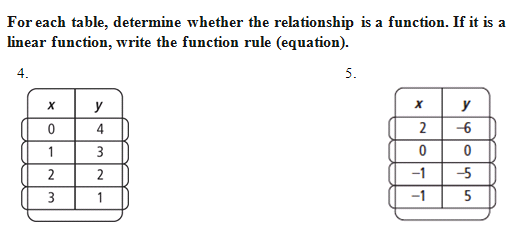 For each table, determine whether the relationship is a function. If it is a
linear function, write the function rule (equation).
4.
x y
0 4
1 3
2 2
3 1
5.
x y
2 -6
0 0
-1 -5
-1 5